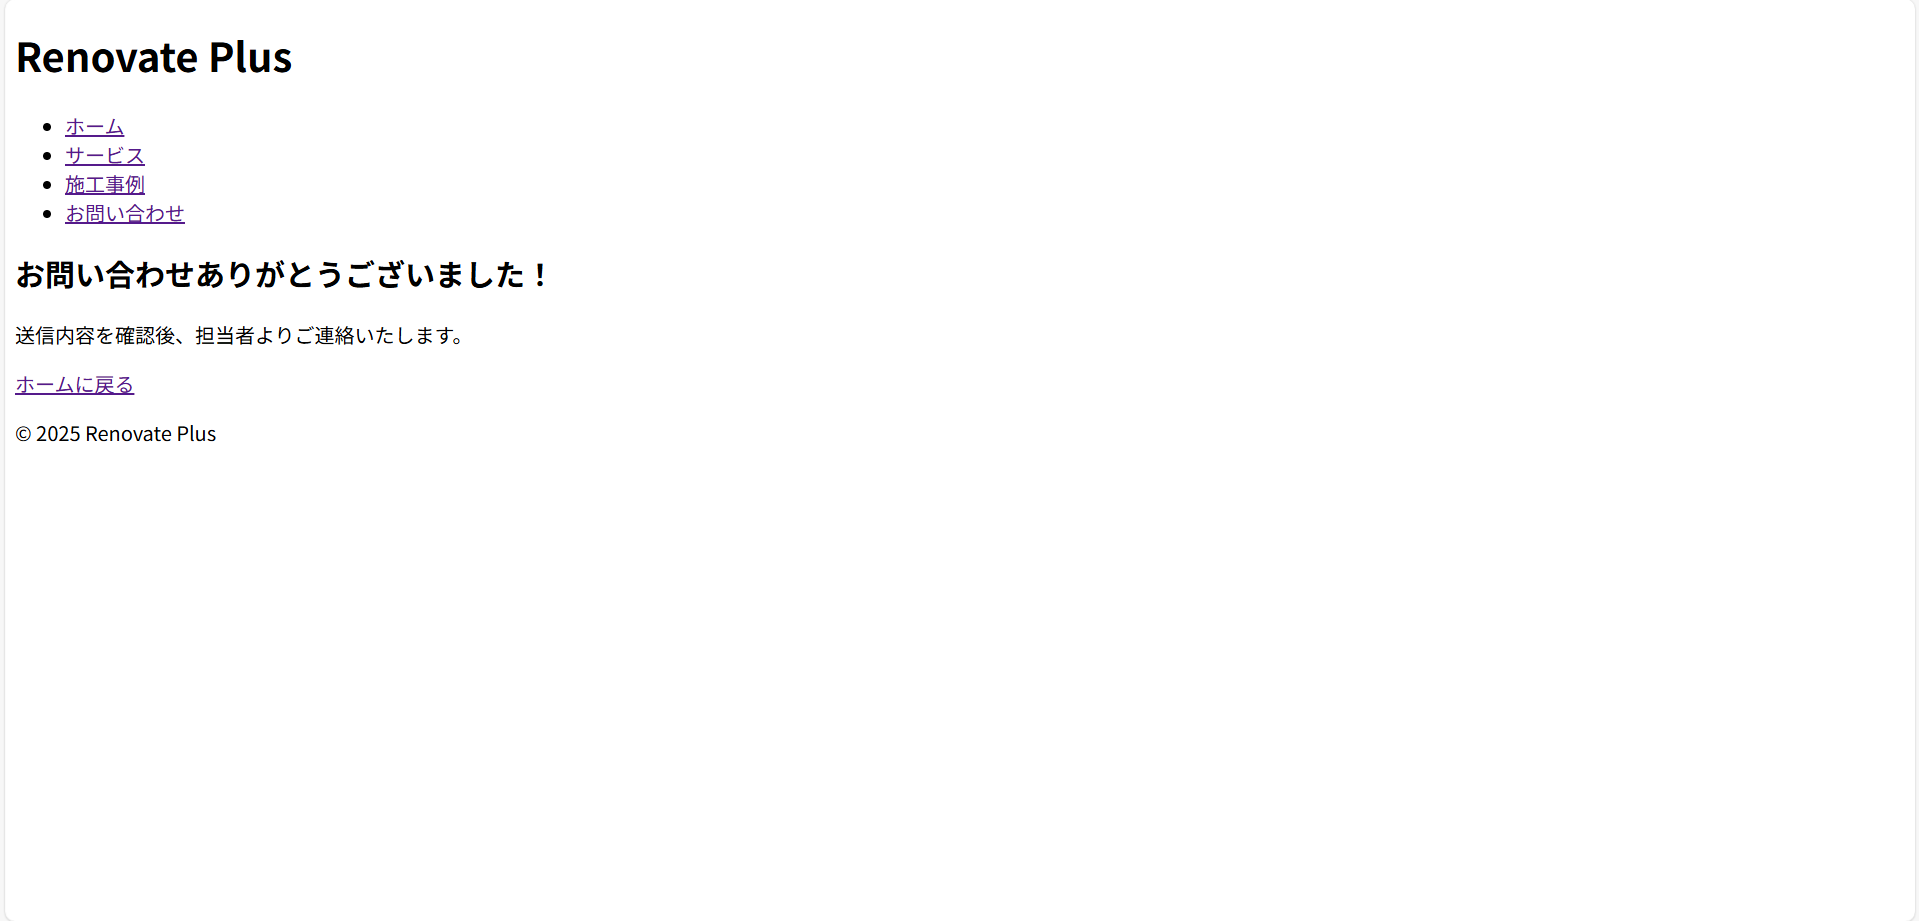 Renovate Plus
ホーム
サービス
施工事例
お問い合わせ
お問い合わせありがとうございました！
送信内容を確認後、担当者よりご連絡いたします。
ホームに戻る
© 2025 Renovate Plus